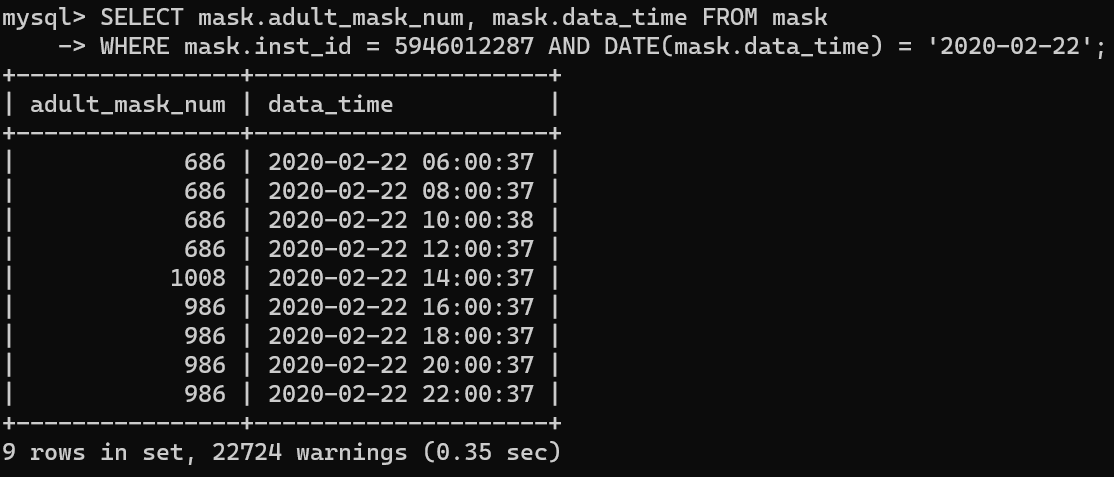 mysql> SELECT mask.adult_mask_num, mask.data_time FROM mask
    -> WHERE mask.inst_id = 5946012287 AND DATE(mask.data_time) = '2020-02-22';
+----------------+---------------------+
| adult_mask_num | data_time           |
+----------------+---------------------+
|            686 | 2020-02-22 06:00:37 |
|            686 | 2020-02-22 08:00:37 |
|            686 | 2020-02-22 10:00:38 |
|            686 | 2020-02-22 12:00:37 |
|           1008 | 2020-02-22 14:00:37 |
|            986 | 2020-02-22 16:00:37 |
|            986 | 2020-02-22 18:00:37 |
|            986 | 2020-02-22 20:00:37 |
|            986 | 2020-02-22 22:00:37 |
+----------------+---------------------+
9 rows in set, 22724 warnings (0.35 sec)